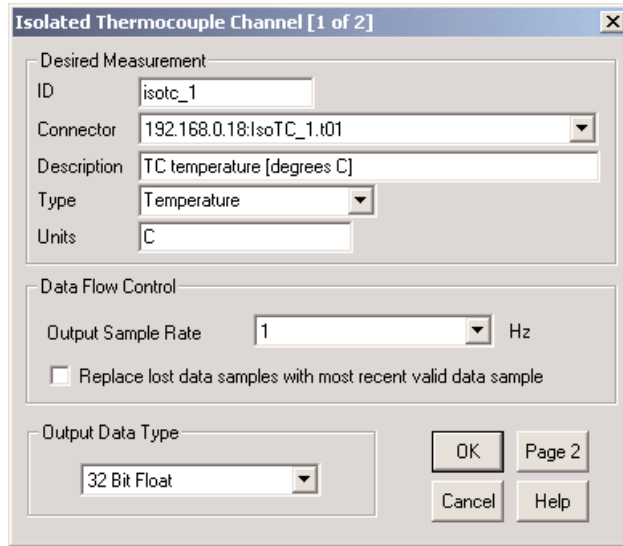 Isolated Thermocouple Channel [1 of 2]
Desired Measurement
ID isotc_1
Connector 192.168.0.18:IsoTC_1.t01
Description TC temperature [degrees C]
Type Temperature
Units C
Data Flow Control
Output Sample Rate 1 Hz
Replace lost data samples with most recent valid data sample
Output Data Type
32 Bit Float
OK Page 2
Cancel Help